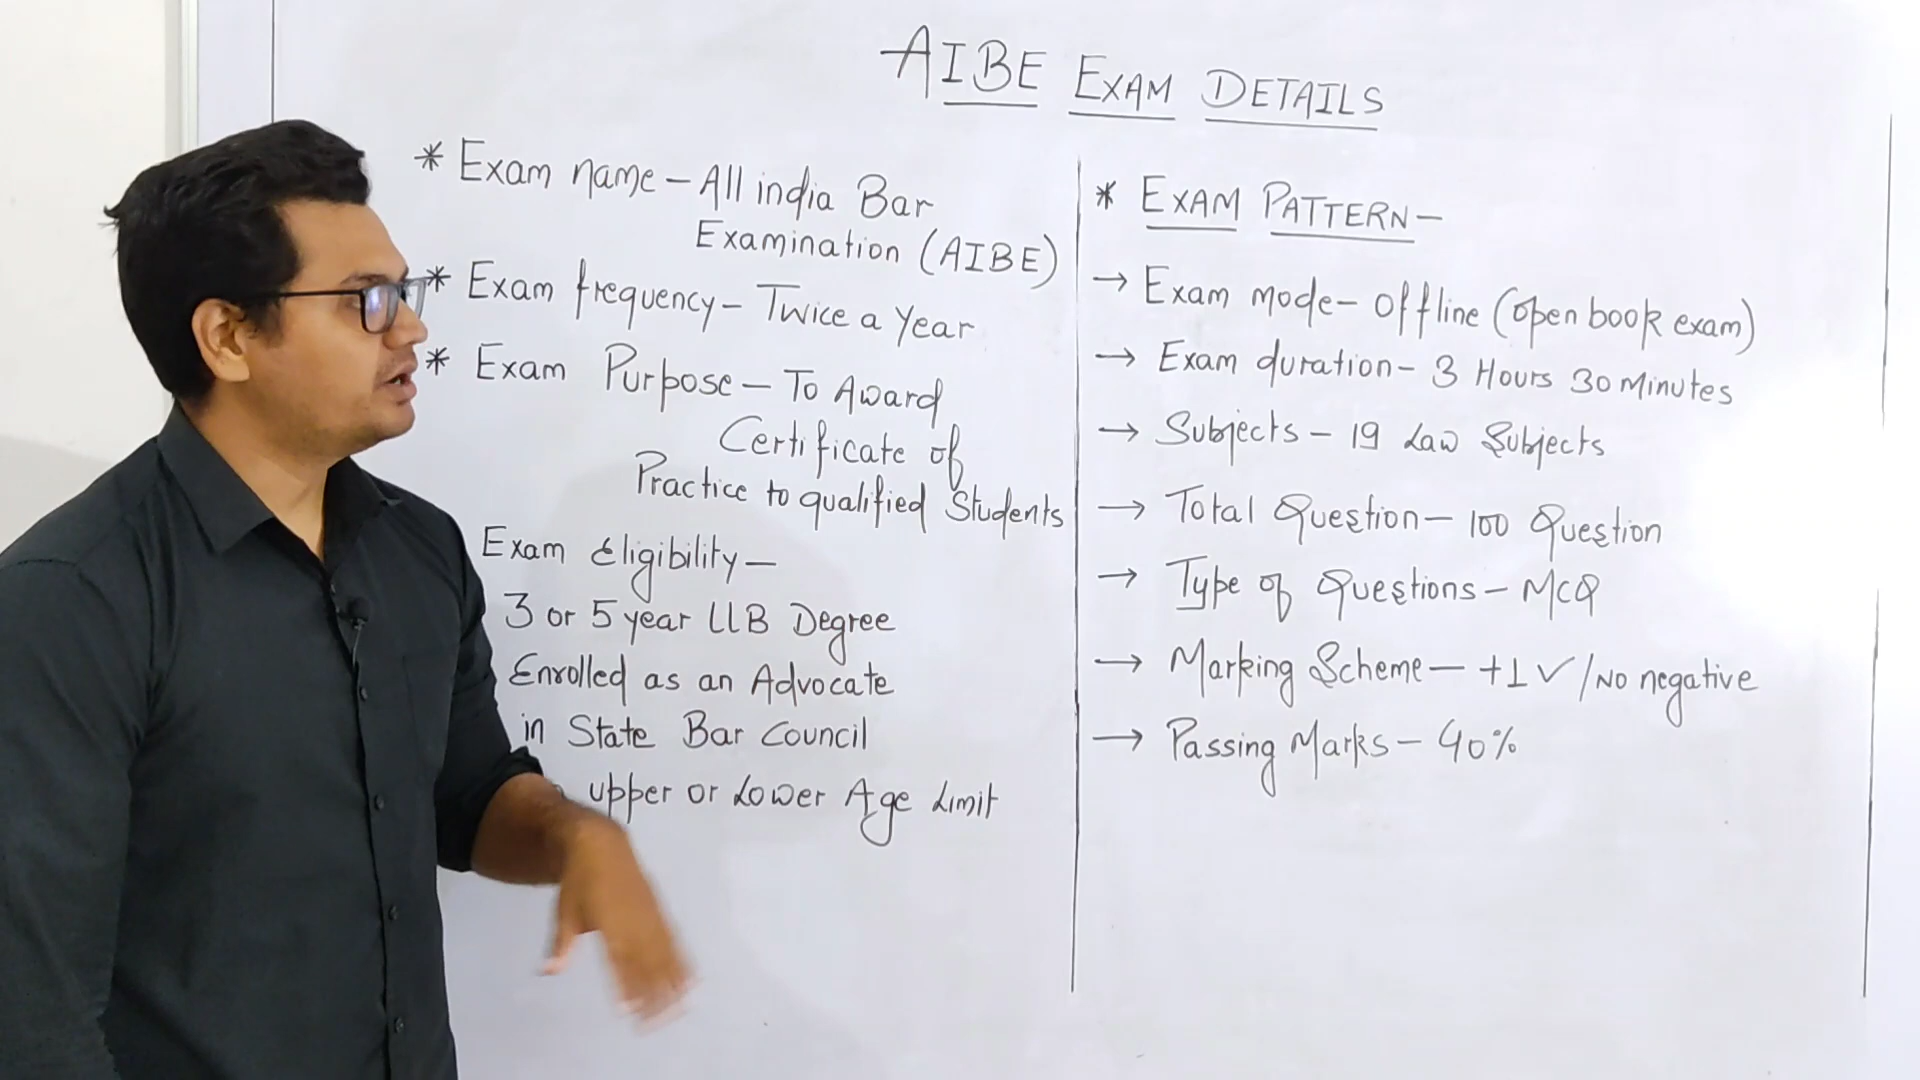 AIBE EXAM DETAILS
* Exam name - All india Bar
Examination (AIBE)
* Exam frequency - Twice a Year
* Exam Purpose - To Award
Certificate of
Practice to qualified Students
Exam Eligibility -
3 or 5 year LLB Degree
Enrolled as an Advocate
in State Bar Council
upper or Lower Age Limit
* EXAM PATTERN -
→ Exam mode - Offline (Open book exam)
→ Exam duration - 3 Hours 30 Minutes
→ Subjects - 19 Law Subjects
→ Total Question - 100 Question
→ Type of Questions - MCQ
→ Marking Scheme - +1 ✓ / No negative
→ Passing Marks - 40%